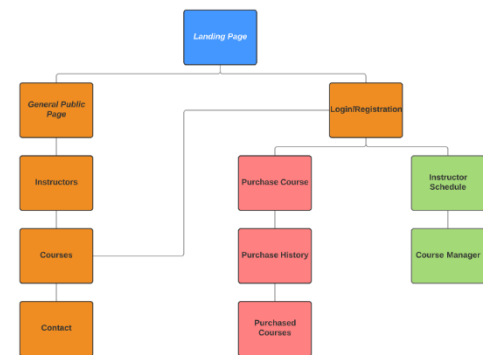 Landing Page
General Public
Page
Login/Registration
Instructors
Purchase Course
Instructor
Schedule
Courses
Purchase History
Course Manager
Contact
Purchased
Courses